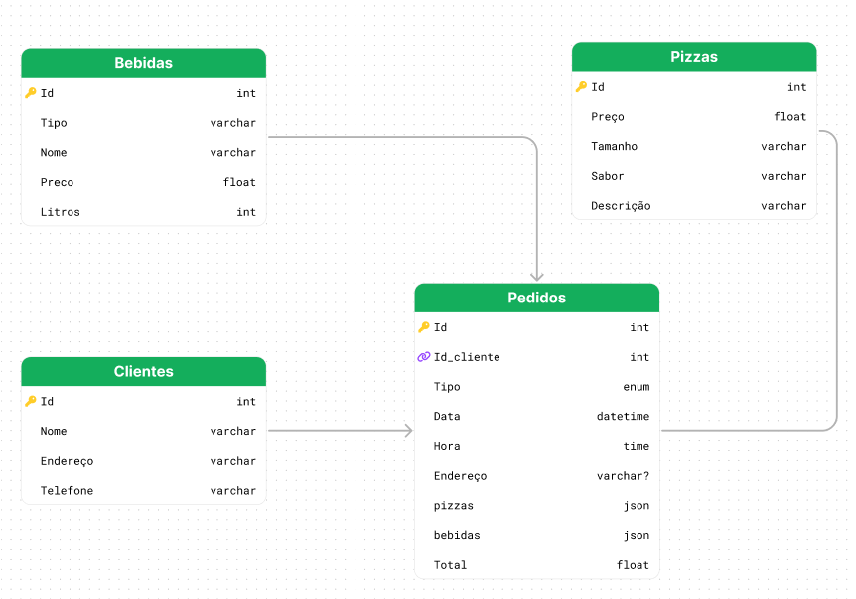 Bebidas
Id int
Tipo varchar
Nome varchar
Preco float
Litros int
Pizzas
Id int
Preço float
Tamanho varchar
Sabor varchar
Descrição varchar
Clientes
Id int
Nome varchar
Endereço varchar
Telefone varchar
Pedidos
Id int
Id_cliente int
Tipo enum
Data datetime
Hora time
Endereço varchar?
pizzas json
bebidas json
Total float